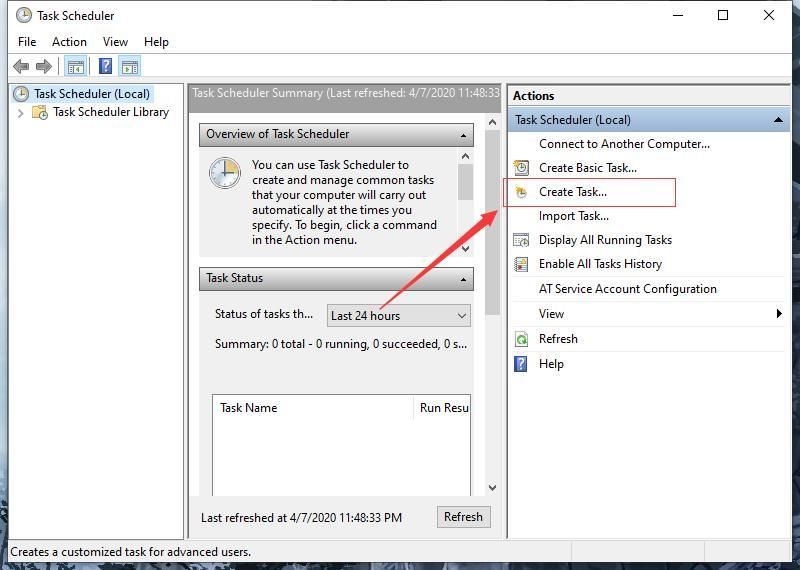 Task Scheduler
File Action View Help
Task Scheduler (Local)
Task Scheduler Library
Task Scheduler Summary (Last refreshed: 4/7/2020 11:48:33
Overview of Task Scheduler
You can use Task Scheduler to
create and manage common tasks
that your computer will carry out
automatically at the times you
specify. To begin, click a command
in the Action menu.
Task Status
Status of tasks th... Last 24 hours
Summary: 0 total - 0 running, 0 succeeded, 0 s...
Task Name Run Resu
Last refreshed at 4/7/2020 11:48:33 PM Refresh
Actions
Task Scheduler (Local)
Connect to Another Computer...
Create Basic Task...
Create Task...
Import Task...
Display All Running Tasks
Enable All Tasks History
AT Service Account Configuration
View
Refresh
Help
Creates a customized task for advanced users.